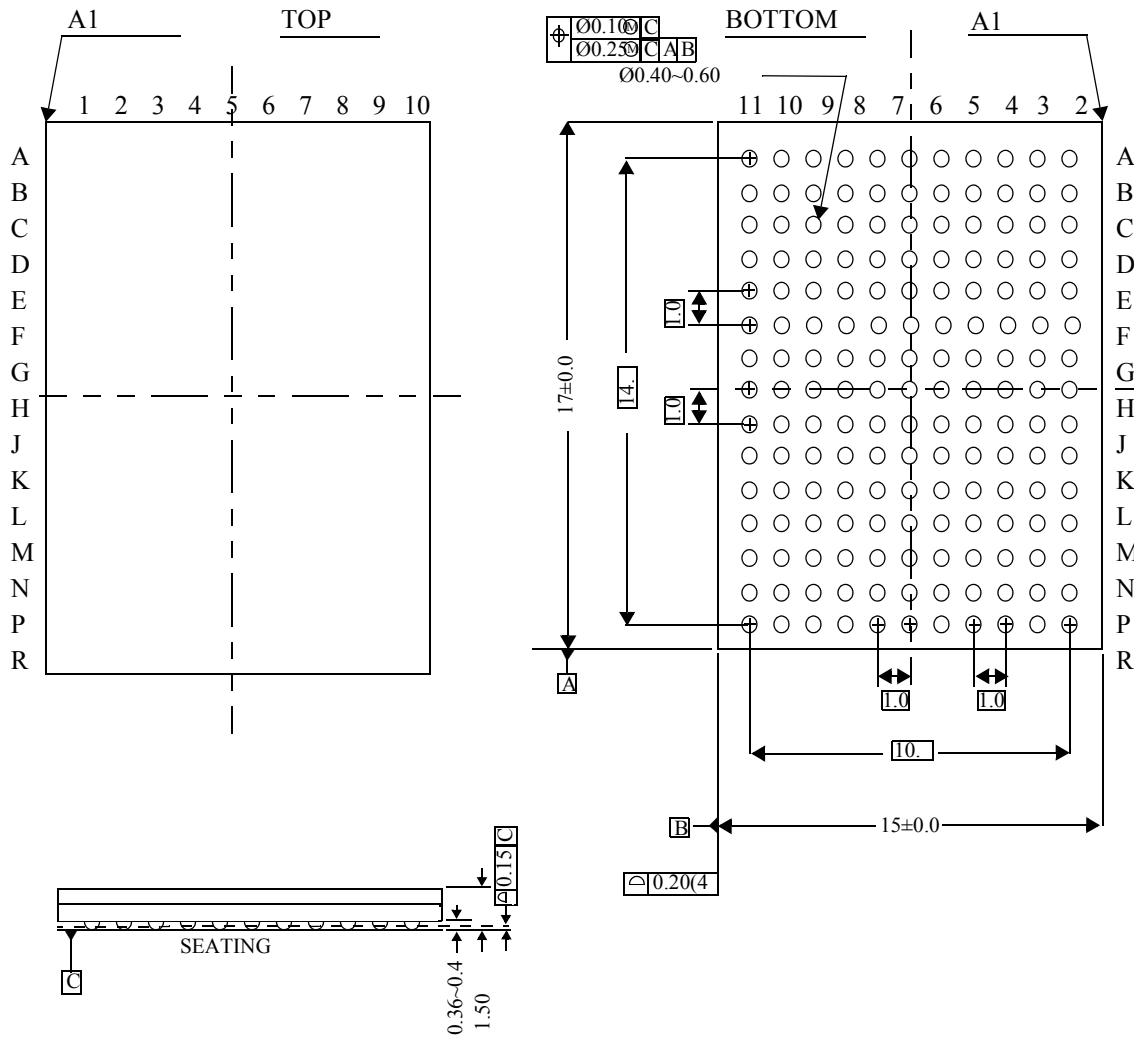 A1
TOP
1 2 3 4 5 6 7 8 9 10
A
B
C
D
E
F
G
H
J
K
L
M
N
P
R
Ø0.10Ⓜ C
Ø0.25Ⓜ C A B
Ø0.40~0.60
BOTTOM
A1
11 10 9 8 7 6 5 4 3 2
A
B
C
D
E
F
G
H
J
K
L
M
N
P
R
1.0
1.0
14.
17±0.0
A
1.0
1.0
10.
B
15±0.0
0.20(4
0.15 C
SEATING
C
0.36~0.4
1.50